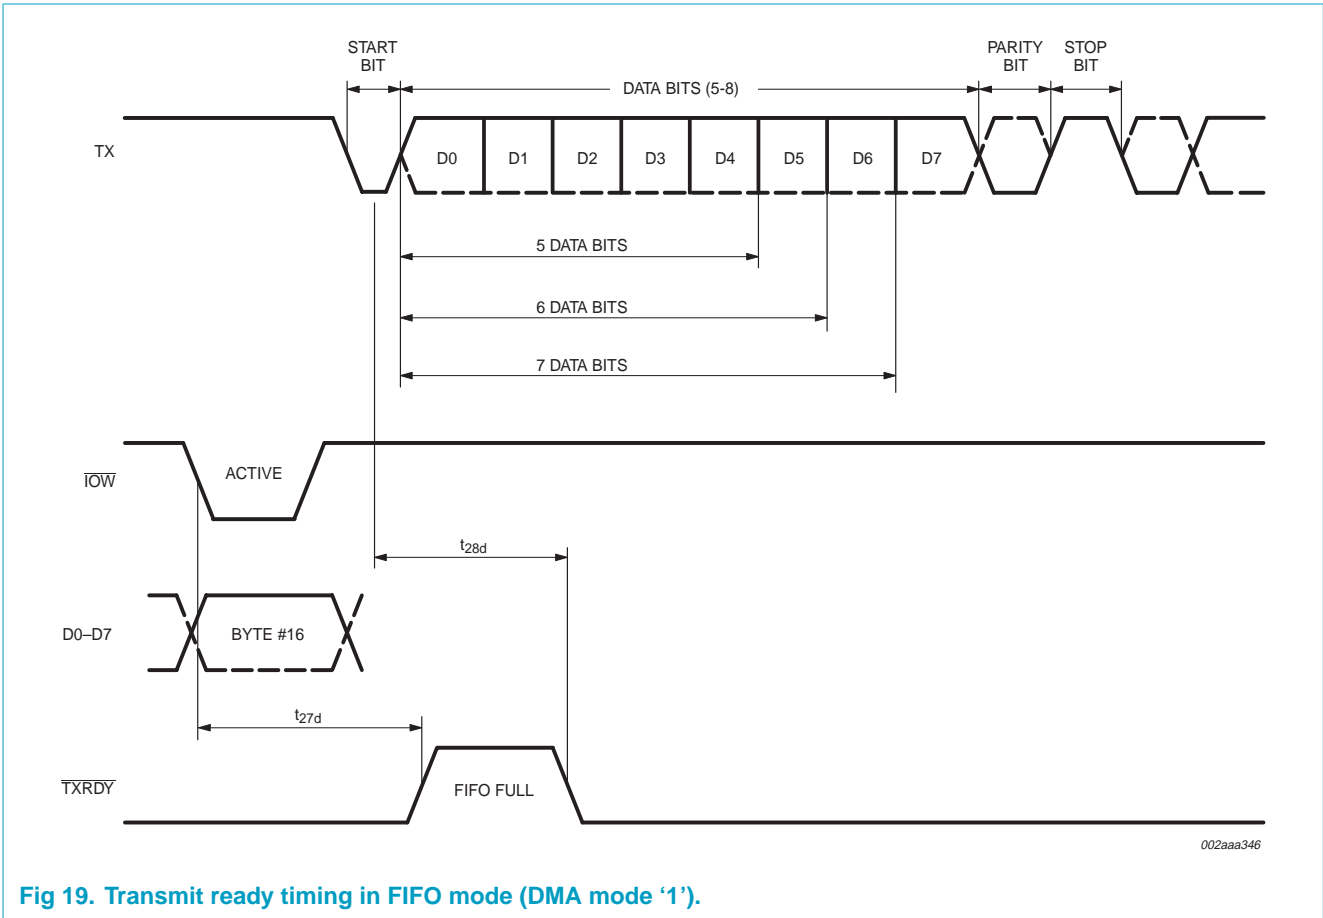 START
BIT
DATA BITS (5-8)
PARITY
BIT
STOP
BIT
TX
D0
D1
D2
D3
D4
D5
D6
D7
5 DATA BITS
6 DATA BITS
7 DATA BITS
IOW
ACTIVE
t28d
D0–D7
BYTE #16
t27d
TXRDY
FIFO FULL
002aaa346
Fig 19. Transmit ready timing in FIFO mode (DMA mode ‘1’).